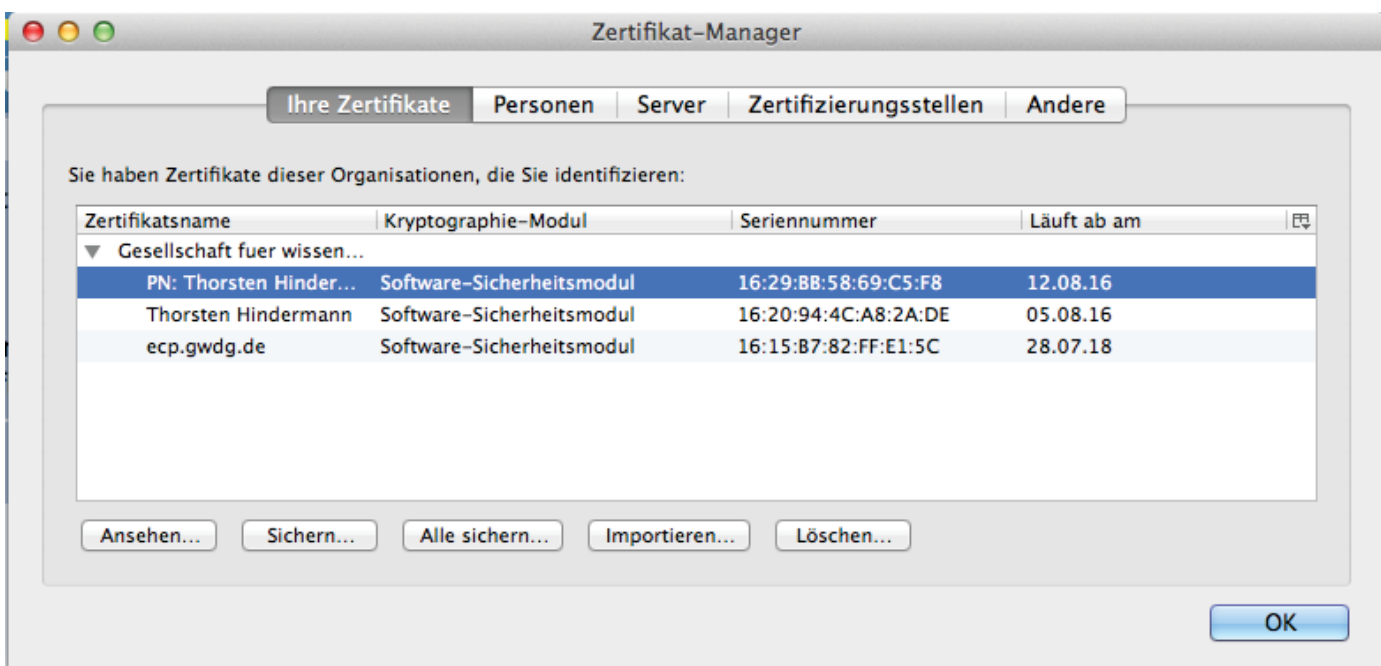 Zertifikat-Manager
Ihre Zertifikate Personen Server Zertifizierungsstellen Andere
Sie haben Zertifikate dieser Organisationen, die Sie identifizieren:
Zertifikatsname Kryptographie-Modul Seriennummer Läuft ab am
Gesellschaft fuer wissen...
PN: Thorsten Hinder... Software-Sicherheitsmodul 16:29:BB:58:69:C5:F8 12.08.16
Thorsten Hindermann Software-Sicherheitsmodul 16:20:94:4C:A8:2A:DE 05.08.16
ecp.gwdg.de Software-Sicherheitsmodul 16:15:B7:82:FF:E1:5C 28.07.18
Ansehen... Sichern... Alle sichern... Importieren... Löschen...
OK